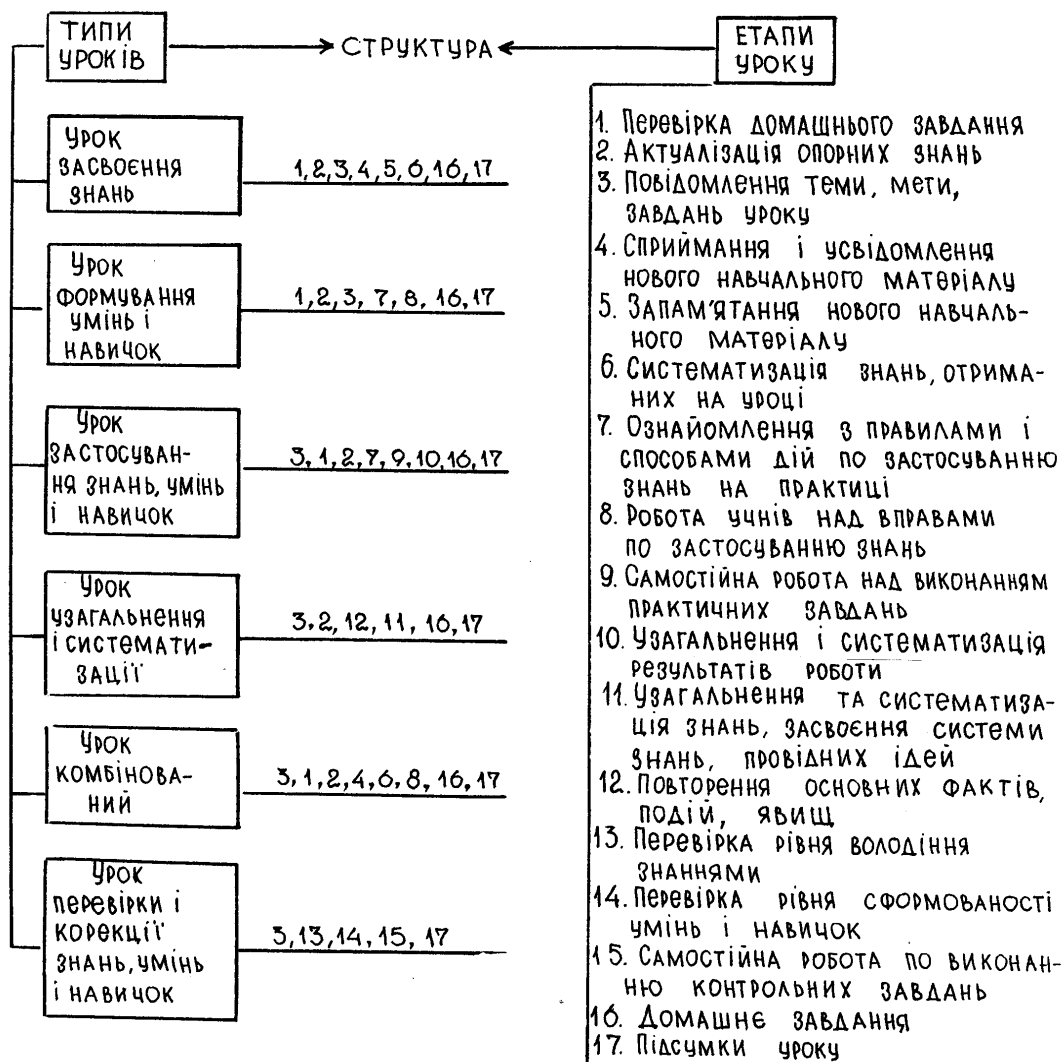 ТИПИ
УРОКІВ
СТРУКТУРА
ЕТАПИ
УРОКУ
Урок
засвоєння
знань
1,2,3,4,5,6,16,17
Урок
формування
умінь і
навичок
1,2,3,7,8,16,17
Урок
застосуван-
ня знань, умінь
і навичок
3,1,2,7,9,10,16,17
Урок
узагальнення
і системати-
зації
3.2,12,11,16,17
Урок
комбінова-
ний
3,1,2,4,6,8,16,17
Урок
перевірки і
корекції
знань, умінь
і навичок
3,13,14,15,17
1. Перевірка домашнього завдання
2. Актуалізація опорних знань
3. Повідомлення теми, мети,
завдань уроку
4. Сприймання і усвідомлення
нового навчального матеріалу
5. Запам'ятання нового навчаль-
ного матеріалу
6. Систематизація знань, отрима-
них на уроці
7. Ознайомлення з правилами і
способами дій по застосуванню
знань на практиці
8. Робота учнів над вправами
по застосуванню знань
9. Самостійна робота над виконанням
практичних завдань
10. Узагальнення і систематизація
результатів роботи
11. Узагальнення та систематиза-
ція знань, засвоєння системи
знань, провідних ідей
12. Повторення основних фактів,
подій, явищ
13. Перевірка рівня володіння
знаннями
14. Перевірка рівня сформованості
умінь і навичок
15. Самостійна робота по виконан-
ню контрольних завдань
16. Домашнє завдання
17. Підсумки уроку